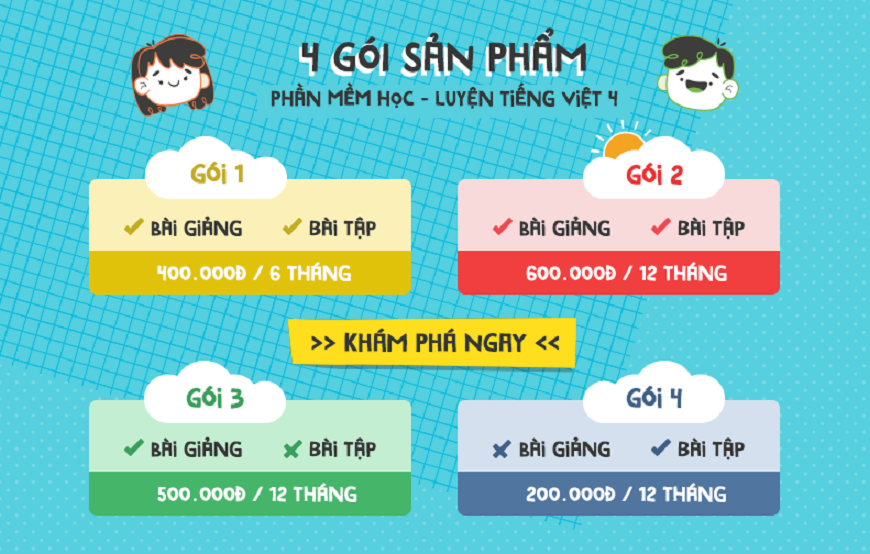 4 GÓI SẢN PHẨM
PHẦN MỀM HỌC - LUYỆN TIẾNG VIỆT 4
GÓI 1
BÀI GIẢNG BÀI TẬP
400.000Đ / 6 THÁNG
GÓI 2
BÀI GIẢNG BÀI TẬP
600.000Đ / 12 THÁNG
>> KHÁM PHÁ NGAY <<
GÓI 3
BÀI GIẢNG BÀI TẬP
500.000Đ / 12 THÁNG
GÓI 4
BÀI GIẢNG BÀI TẬP
200.000Đ / 12 THÁNG